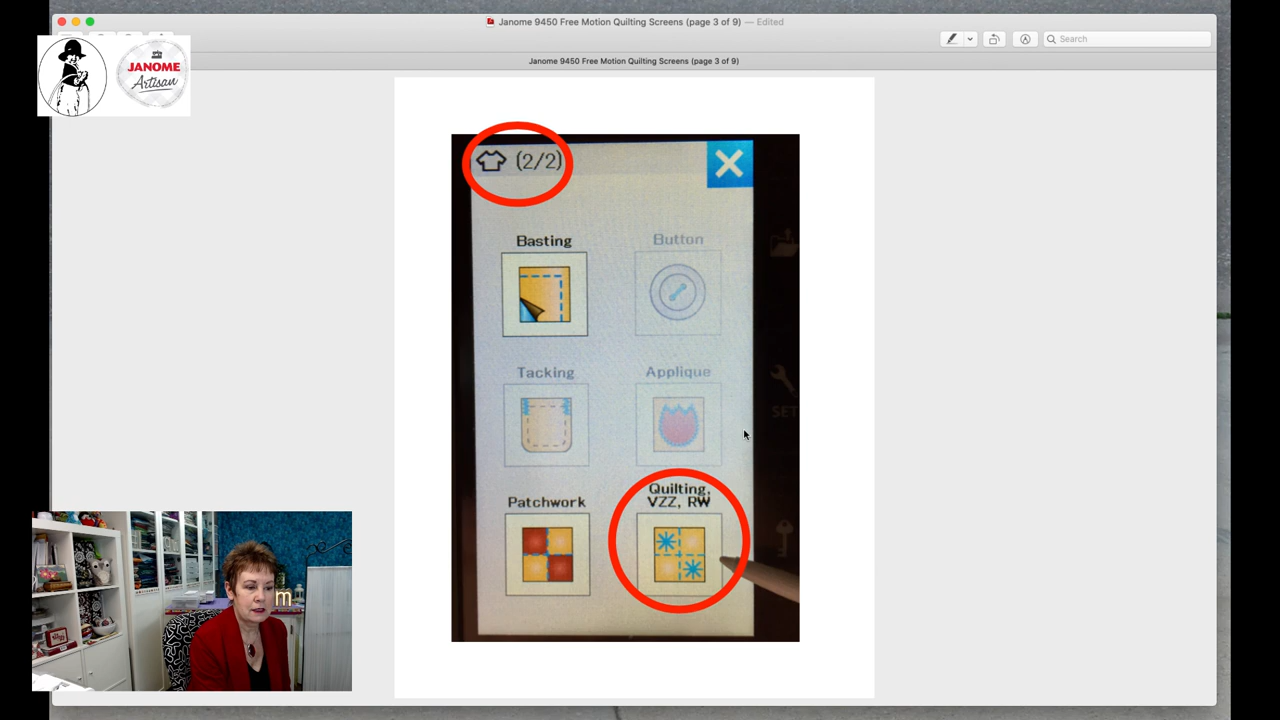 Janome 9450 Free Motion Quilting Screens (page 3 of 9) — Edited
Search
Janome 9450 Free Motion Quilting Screens (page 3 of 9)
JANOME
Artisan
(2/2)
Basting
Button
Tacking
Applique
SET
Patchwork
Quilting,
VZZ, RW
m